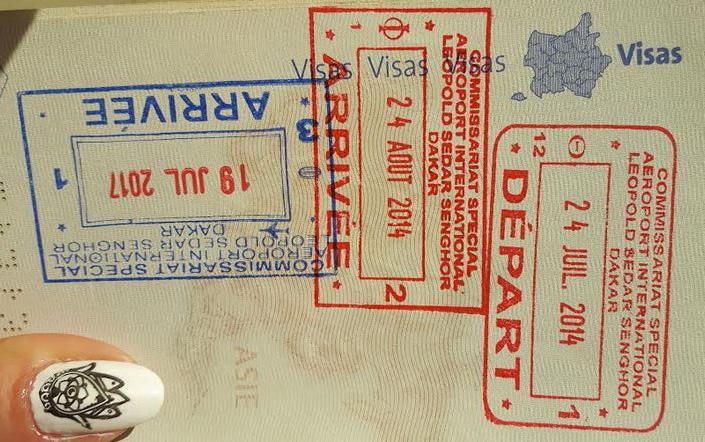 Visas Visas Visas Visas
ARRIVÉE
3
1
19 JUL 2017
DAKAR
LEOPOLD SEDAR SENGHOR
AEROPORT INTERNATIONAL
COMMISSARIAT SPECIAL
COMMISSARIAT SPECIAL
AEROPORT INTERNATIONAL
LEOPOLD SEDAR SENGHOR
DAKAR
1
24 AOUT 2014
2
ARRIVÉE
COMMISSARIAT SPECIAL
AEROPORT INTERNATIONAL
LEOPOLD SEDAR SENGHOR
DAKAR
12
24 JUIL. 2014
1
DÉPART
ASIE